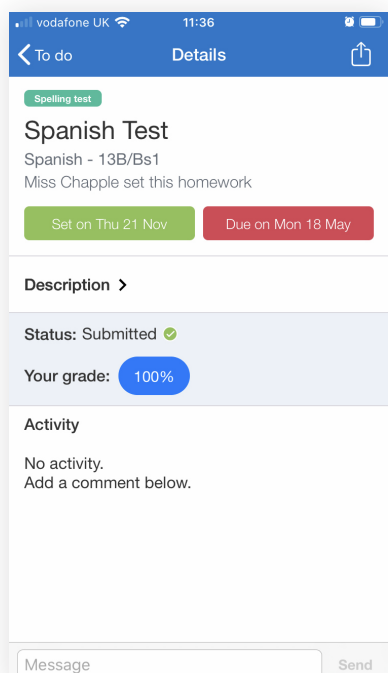 vodafone UK 11:36
To do Details
Spelling test
Spanish Test
Spanish - 13B/Bs1
Miss Chapple set this homework
Set on Thu 21 Nov Due on Mon 18 May
Description
Status: Submitted
Your grade: 100%
Activity
No activity.
Add a comment below.
Message Send